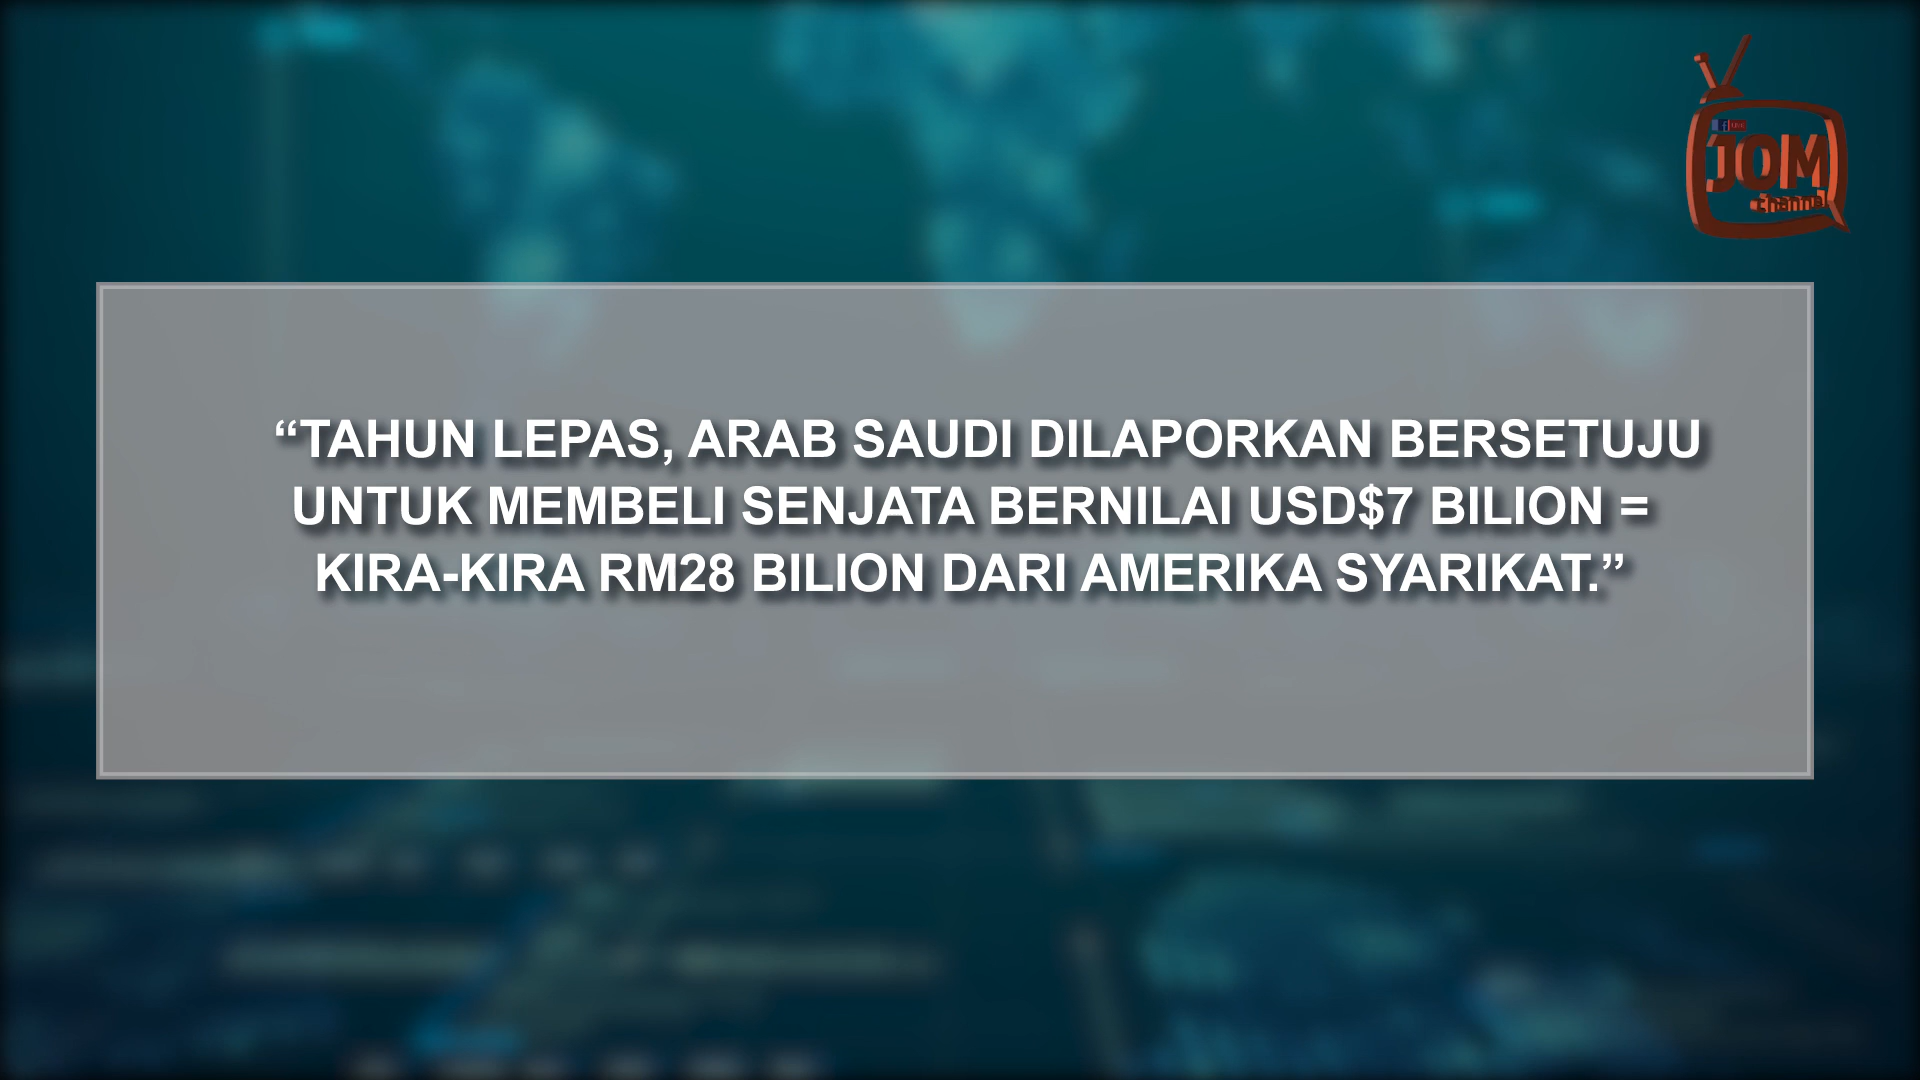 JOM
channel
“TAHUN LEPAS, ARAB SAUDI DILAPORKAN BERSETUJU
UNTUK MEMBELI SENJATA BERNILAI USD$7 BILION =
KIRA-KIRA RM28 BILION DARI AMERIKA SYARIKAT.”